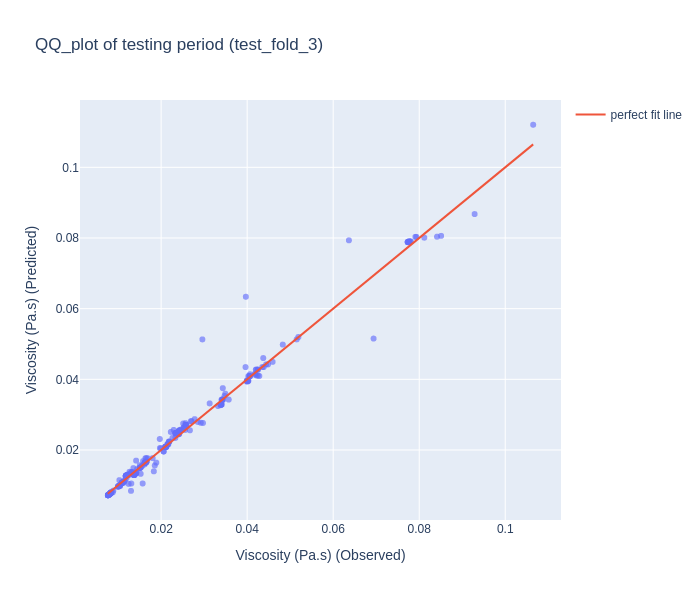 QQ_plot of testing period (test_fold_3)
perfect fit line
0.1
0.08
0.06
0.04
0.02
Viscosity (Pa.s) (Predicted)
0.02 0.04 0.06 0.08 0.1
Viscosity (Pa.s) (Observed)